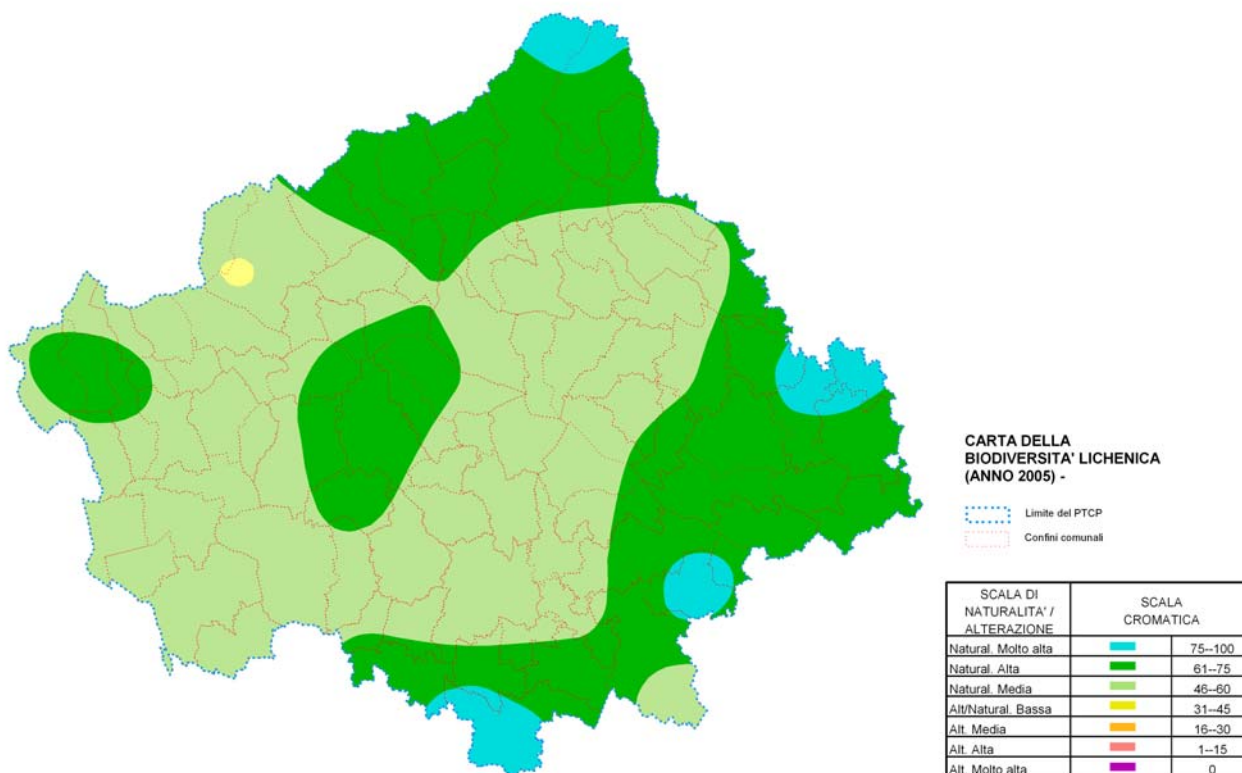 CARTA DELLA
BIODIVERSITA' LICHENICA
(ANNO 2005) -
Limite del PTCP
Confini comunali
SCALA DI
NATURALITA' /
ALTERAZIONE
SCALA
CROMATICA
Natural. Molto alta 75--100
Natural. Alta 61--75
Natural. Media 46--60
Alt/Natural. Bassa 31--45
Alt. Media 16--30
Alt. Alta 1--15
Alt. Molto alta 0